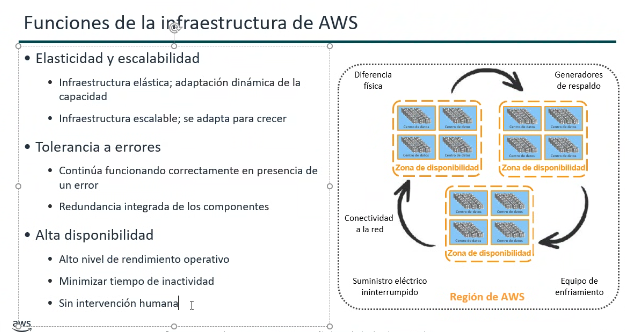 Funciones de la infraestructura de AWS
• Elasticidad y escalabilidad
• Infraestructura elástica; adaptación dinámica de la
capacidad
• Infraestructura escalable; se adapta para crecer
• Tolerancia a errores
• Continúa funcionando correctamente en presencia de
un error
• Redundancia integrada de los componentes
• Alta disponibilidad
• Alto nivel de rendimiento operativo
• Minimizar tiempo de inactividad
• Sin intervención humana
Diferencia
física
Generadores
de respaldo
Centro de datos Centro de datos
Centro de datos Centro de datos
Zona de disponibilidad
Centro de datos Centro de datos
Centro de datos Centro de datos
Zona de disponibilidad
Conectividad
a la red
Centro de datos Centro de datos
Centro de datos Centro de datos
Zona de disponibilidad
Suministro eléctrico
ininterrumpido
Equipo de
enfriamiento
Región de AWS
aws